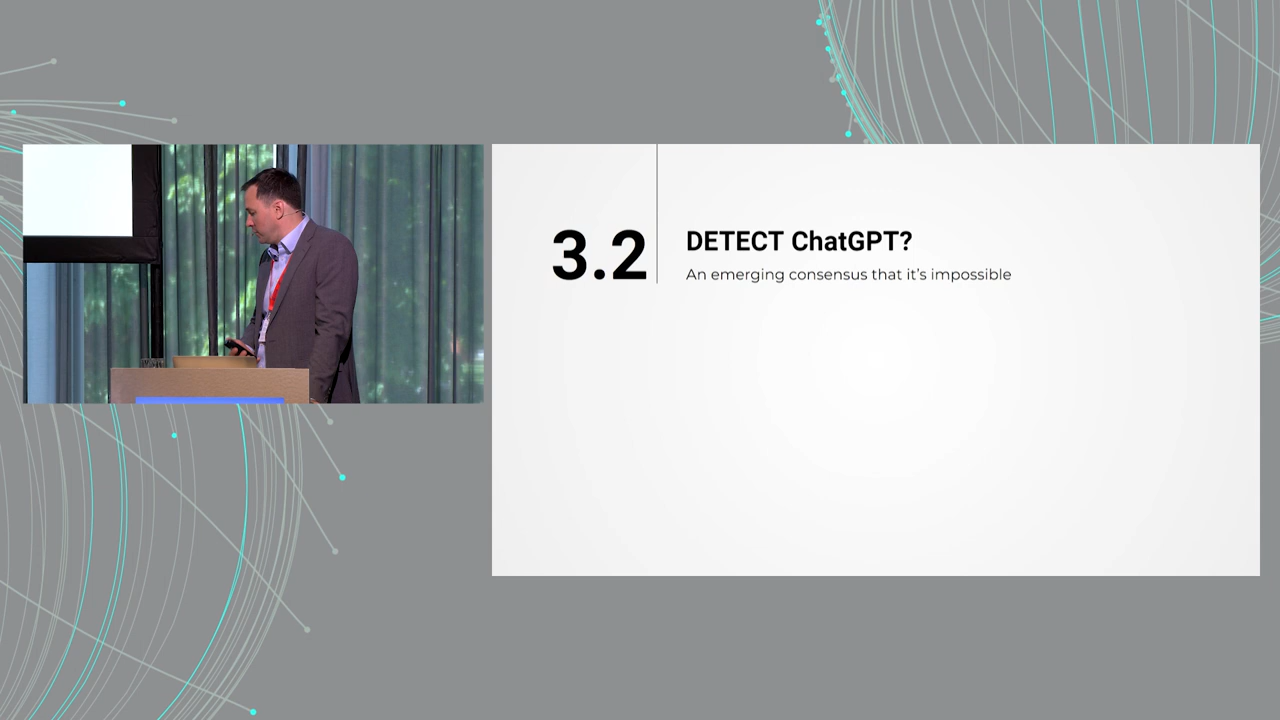 3.2
DETECT ChatGPT?
An emerging consensus that it’s impossible